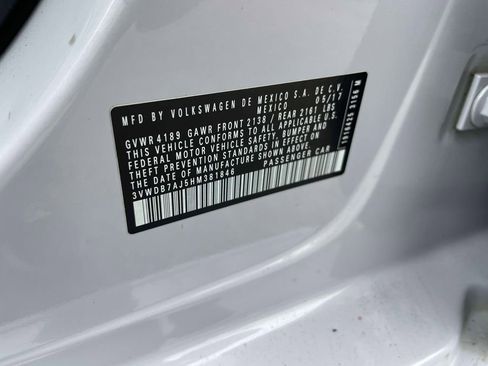 MFD BY VOLKSWAGEN DE MEXICO S.A. DE C.V.
MEXICO 05/17
GVWR 4189 GAWR FRONT 2138 / REAR 2161 LBS
THIS VEHICLE CONFORMS TO ALL APPLICABLE U.S.
FEDERAL MOTOR VEHICLE SAFETY, BUMPER AND
THEFT PREVENTION STANDARDS IN EFFECT ON
THE DATE OF MANUFACTURE SHOWN ABOVE.
3VWDB7AJ5HM381846 PASSENGER CAR